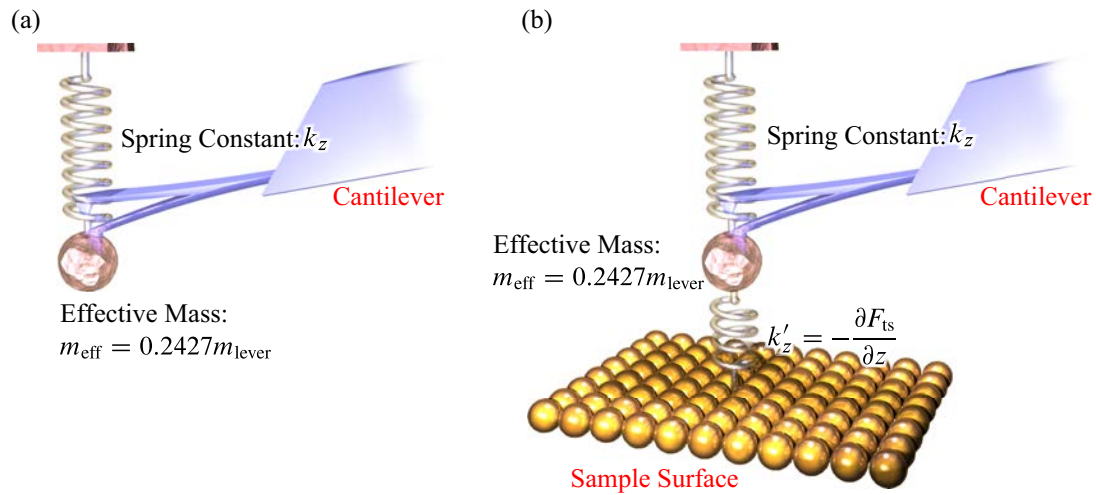 (a)
Spring Constant: k_z
Cantilever
Effective Mass:
m_eff = 0.2427m_lever
(b)
Spring Constant: k_z
Cantilever
Effective Mass:
m_eff = 0.2427m_lever
k'_z = −∂F_ts/∂z
Sample Surface